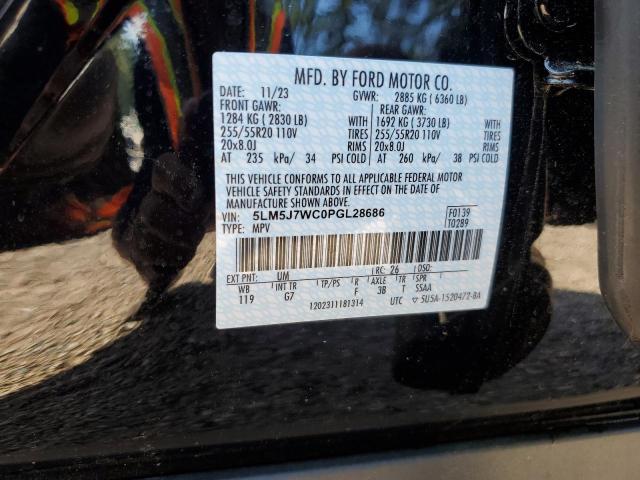 MFD. BY FORD MOTOR CO.
DATE: 11/23 GVWR: 2885 KG ( 6360 LB)
FRONT GAWR: REAR GAWR:
1284 KG ( 2830 LB) WITH 1692 KG ( 3730 LB) WITH
255/55R20 110V TIRES 255/55R20 110V TIRES
20x8.0J RIMS 20x8.0J RIMS
AT 235 kPa/ 34 PSI COLD AT 260 kPa/ 38 PSI COLD
THIS VEHICLE CONFORMS TO ALL APPLICABLE FEDERAL MOTOR
VEHICLE SAFETY STANDARDS IN EFFECT ON THE DATE OF MANUFACTURE SHOWN ABOVE.
VIN: 5LM5J7WC0PGL28686 F0139
TYPE: MPV T0289
EXT PNT: UM RC: 26 DSO:
WB INT TR TP/PS R AXLE TR SPR
119 G7 F 3B T SSAA
1202311181314 UTC ▽ 5U5A-1520472-BA